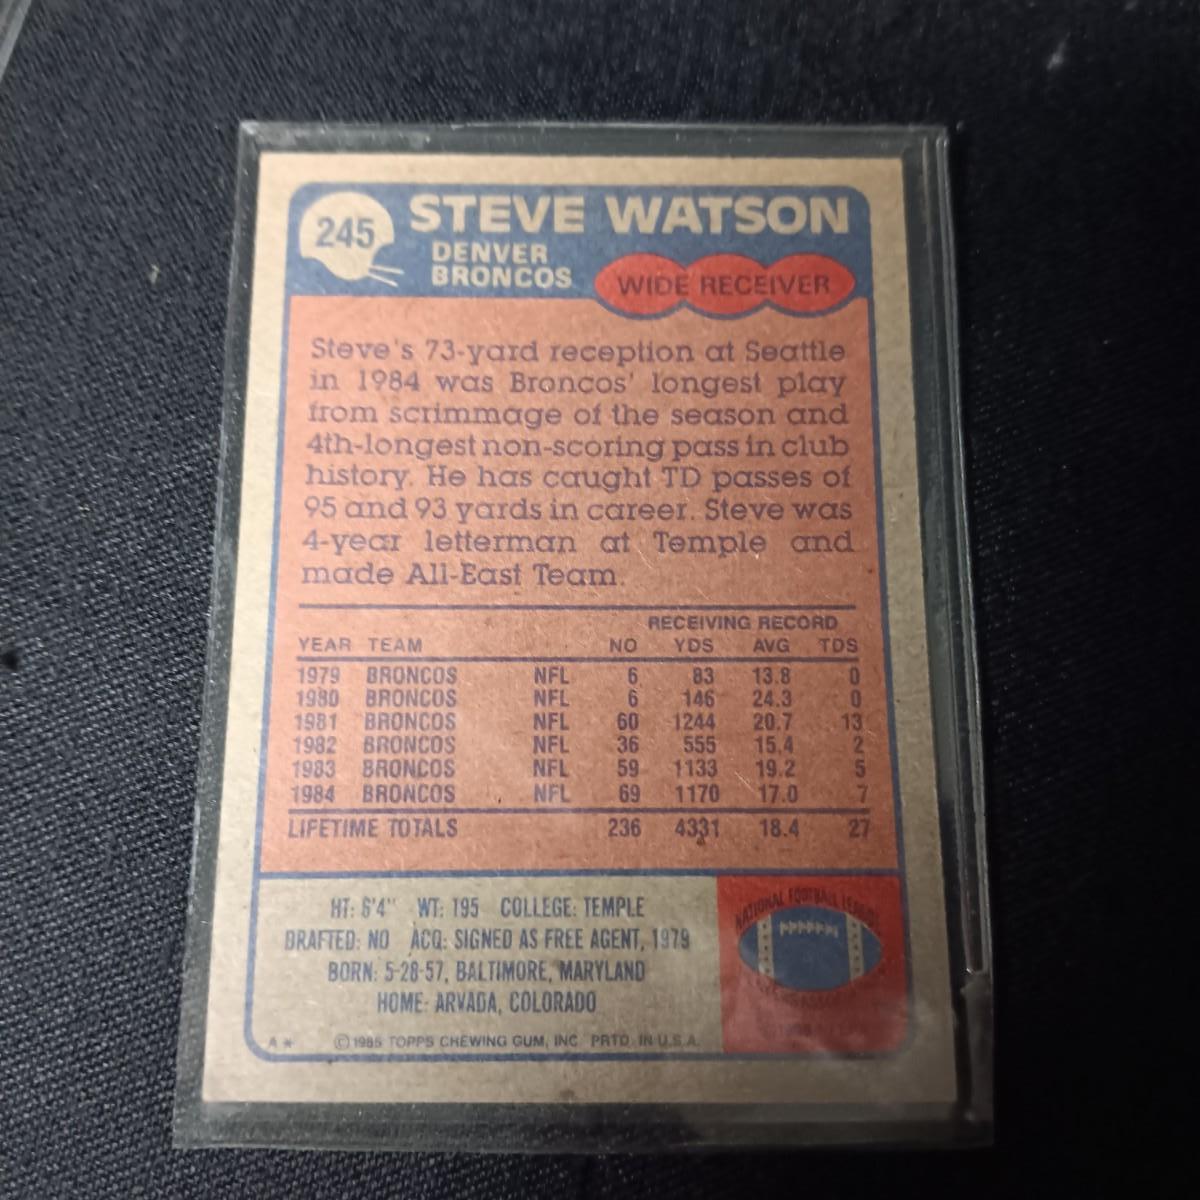 245
STEVE WATSON
DENVER
BRONCOS
WIDE RECEIVER
Steve's 73-yard reception at Seattle
in 1984 was Broncos' longest play
from scrimmage of the season and
4th-longest non-scoring pass in club
history. He has caught TD passes of
95 and 93 yards in career. Steve was
4-year letterman at Temple and
made All-East Team.
RECEIVING RECORD
YEAR TEAM NO YDS AVG TDS
1979 BRONCOS NFL 6 83 13.8 0
1980 BRONCOS NFL 6 146 24.3 0
1981 BRONCOS NFL 60 1244 20.7 13
1982 BRONCOS NFL 36 555 15.4 2
1983 BRONCOS NFL 59 1133 19.2 5
1984 BRONCOS NFL 69 1170 17.0 7
LIFETIME TOTALS 236 4331 18.4 27
HT: 6'4" WT: 195 COLLEGE: TEMPLE
DRAFTED: NO ACQ: SIGNED AS FREE AGENT, 1979
BORN: 5-28-57, BALTIMORE, MARYLAND
HOME: ARVADA, COLORADO
A * © 1985 TOPPS CHEWING GUM, INC. PRTD. IN U.S.A.
NATIONAL FOOTBALL LEAGUE